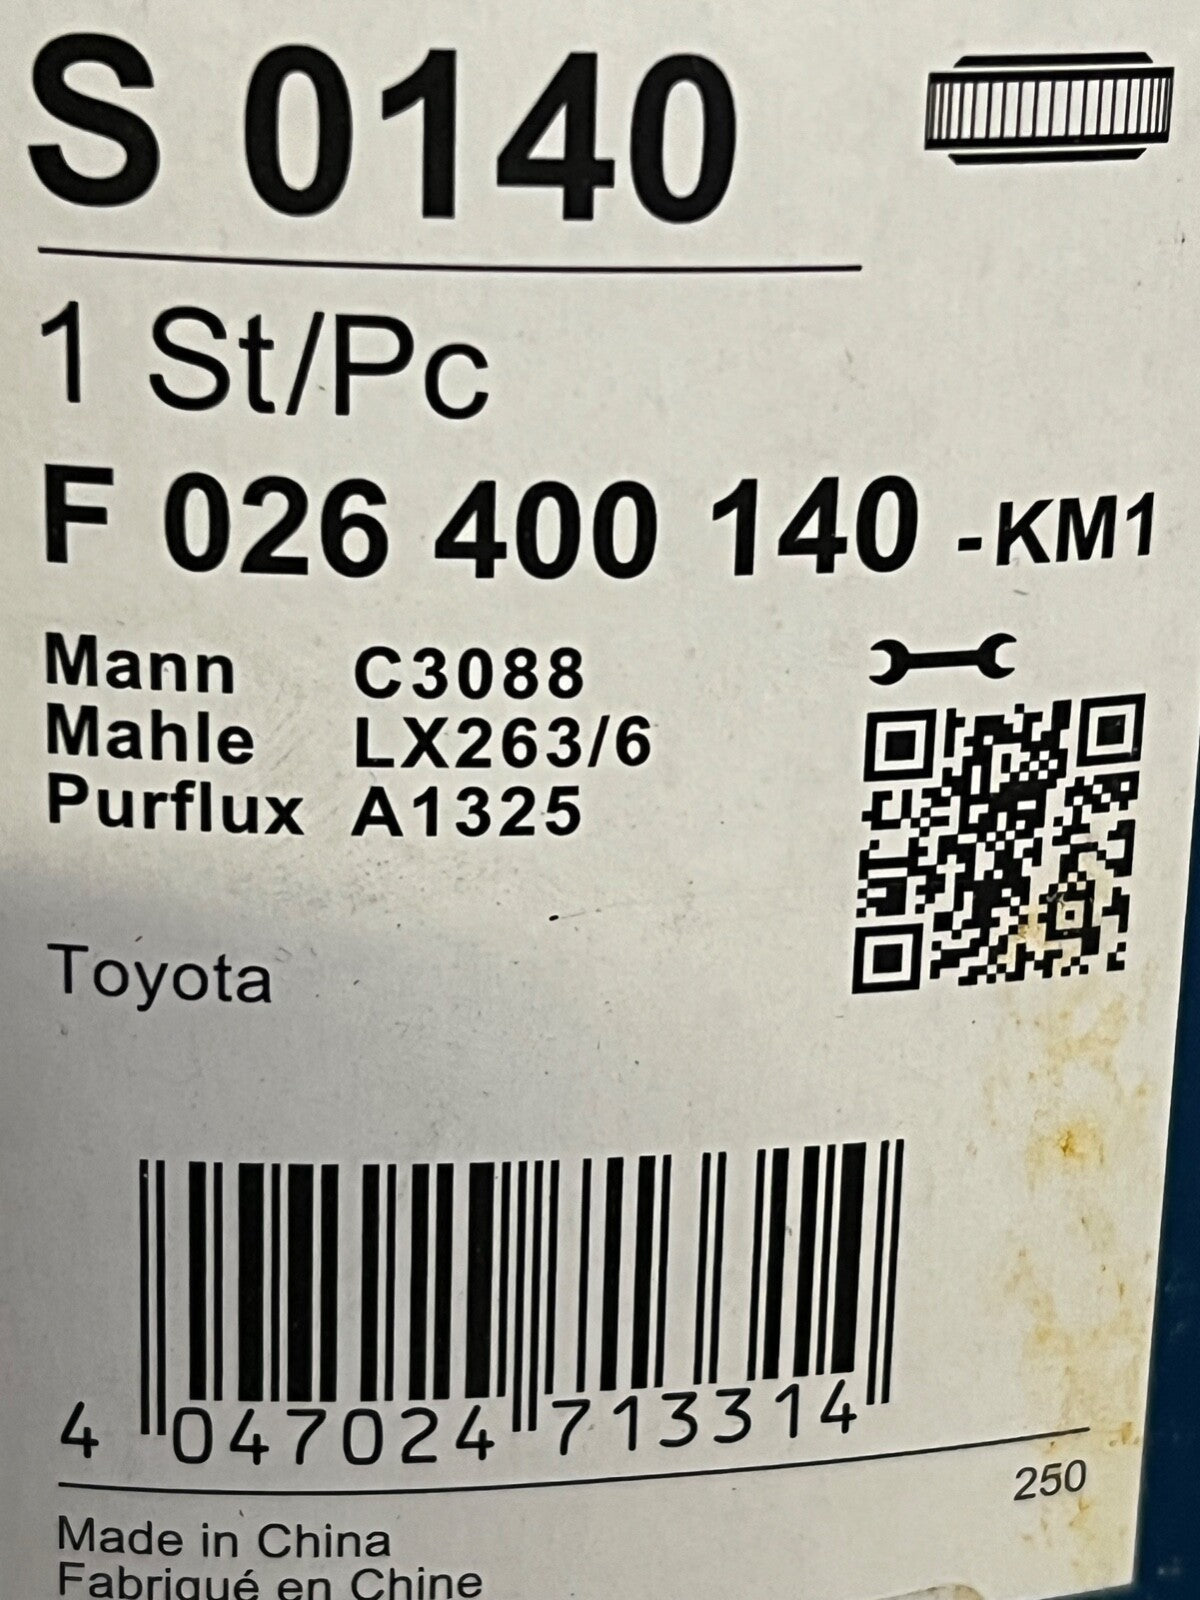 S 0140
1 St/Pc
F 026 400 140 -KM1
Mann C3088
Mahle LX263/6
Purflux A1325
Toyota
4 047024 713314
250
Made in China
Fabriqué en Chine